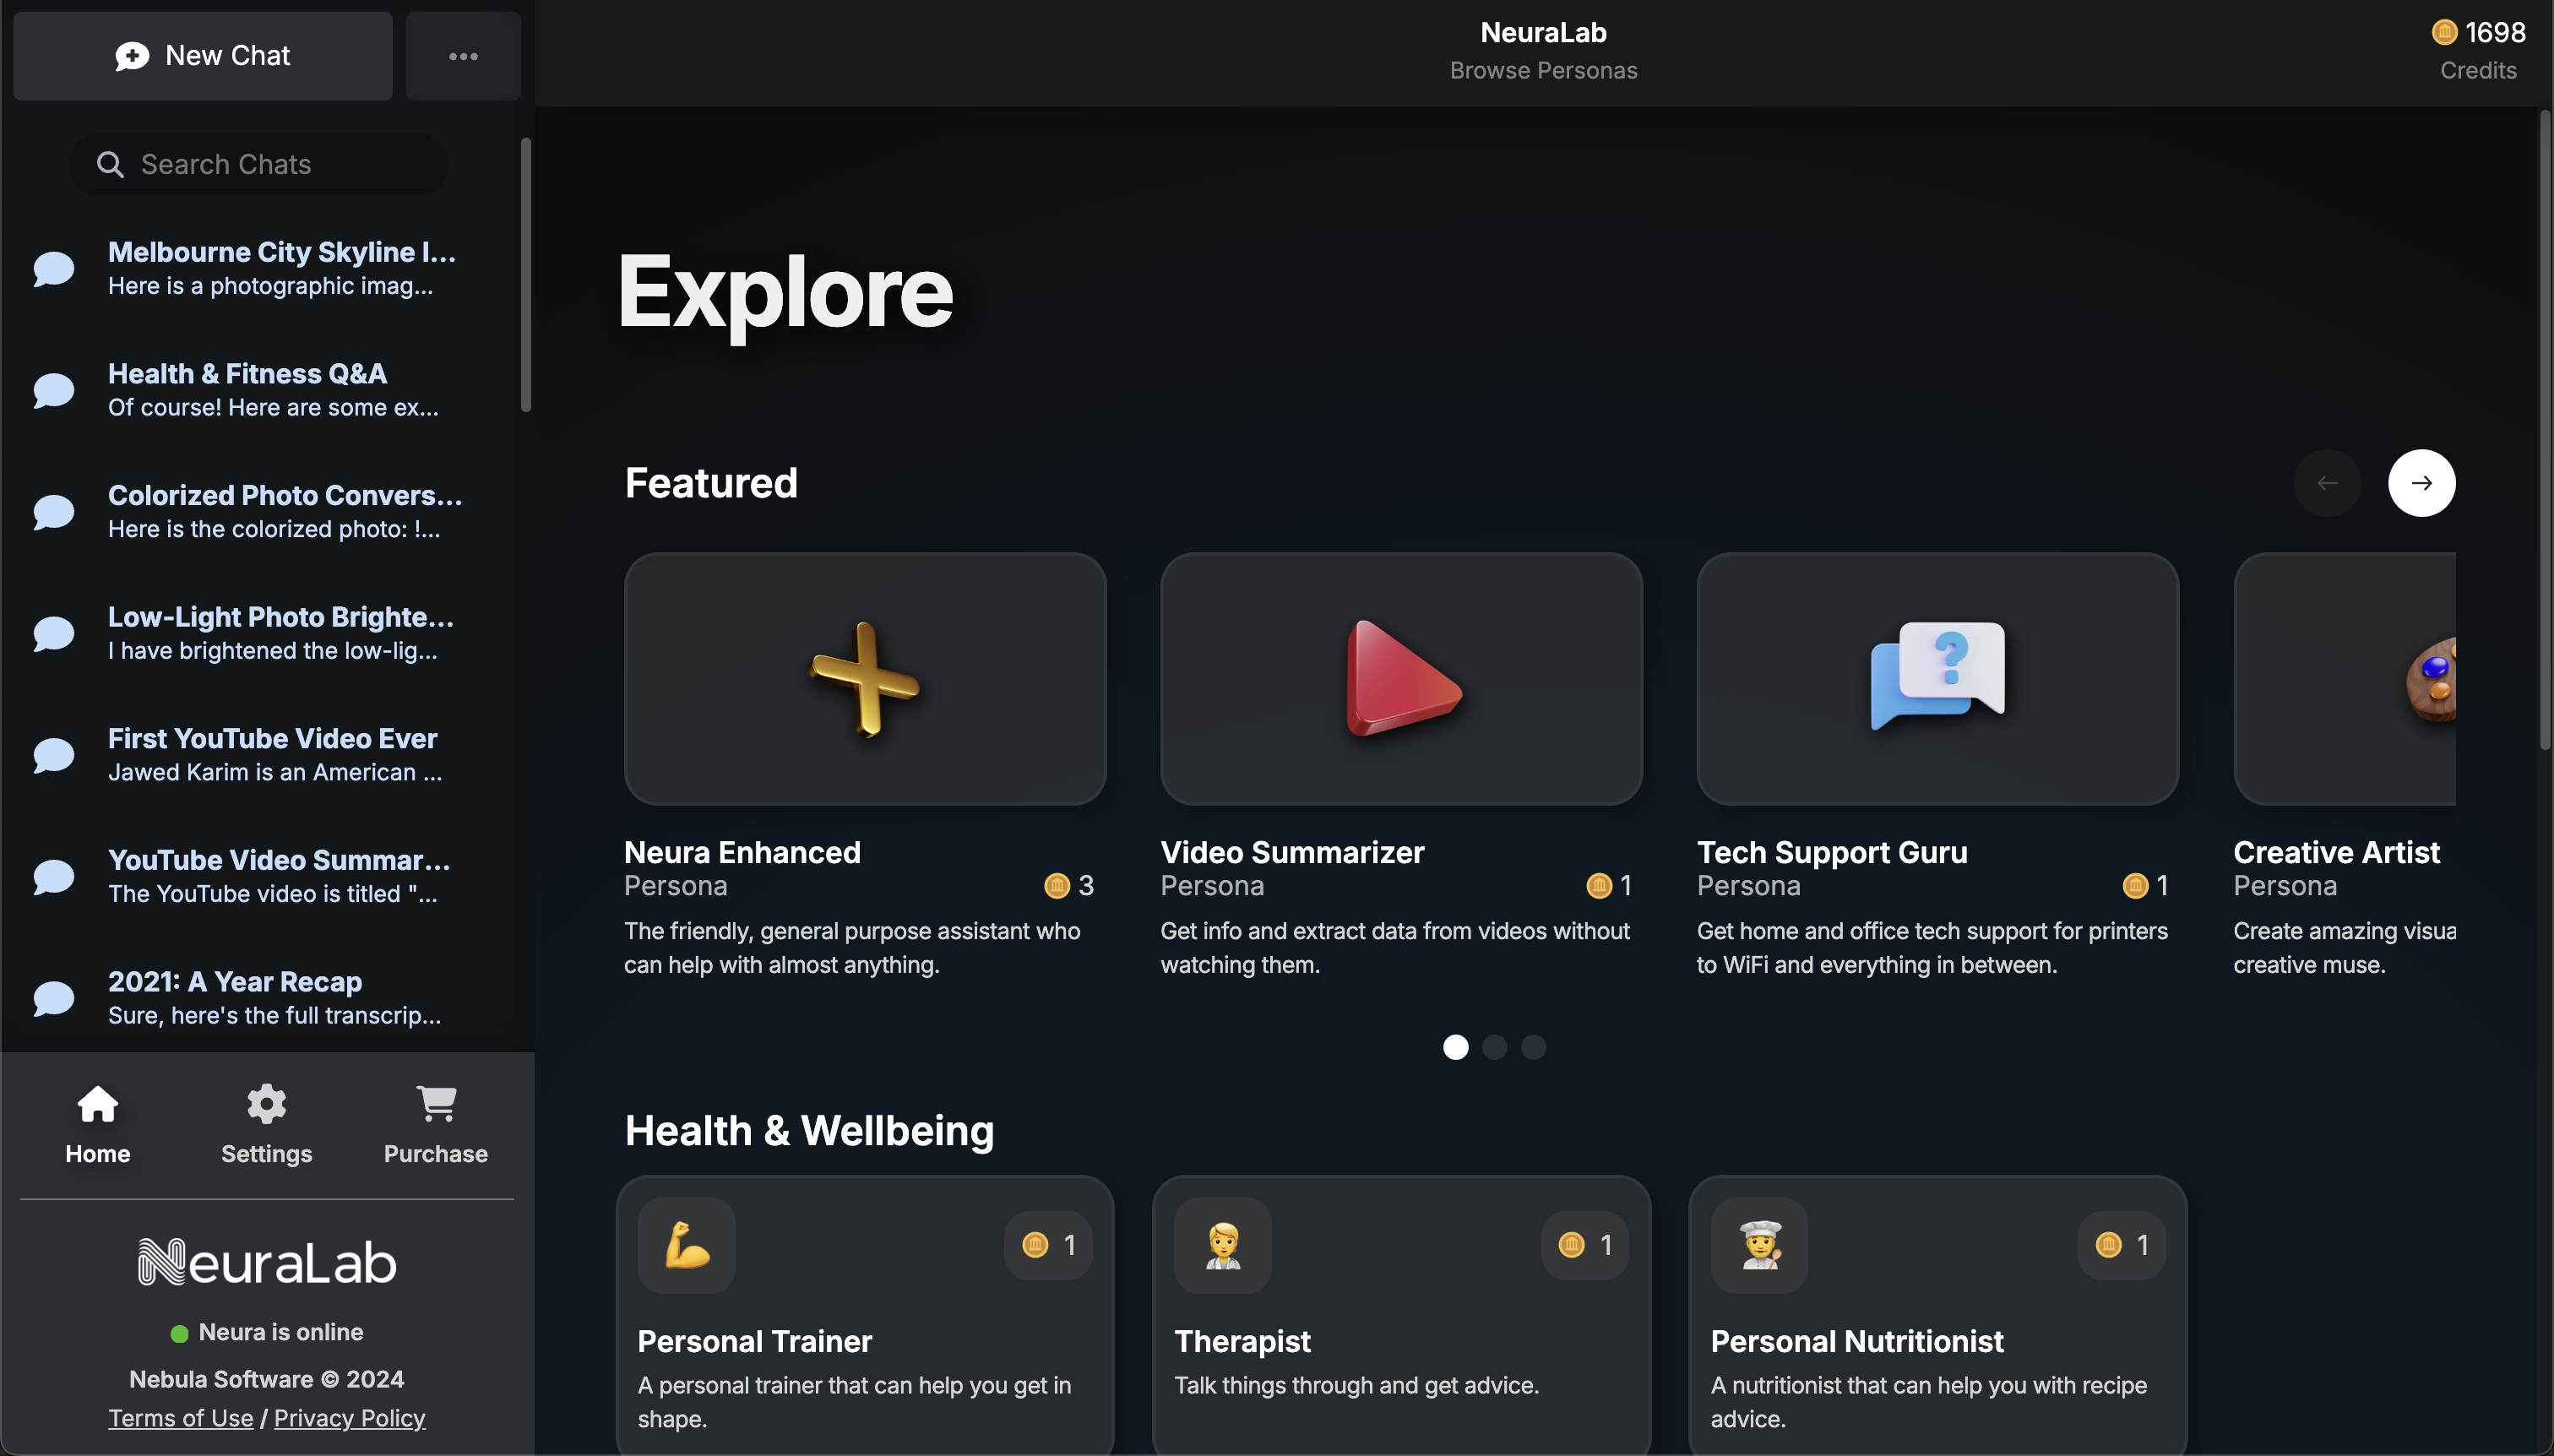 New Chat
Search Chats
Melbourne City Skyline I...
Here is a photographic imag...
Health & Fitness Q&A
Of course! Here are some ex...
Colorized Photo Convers...
Here is the colorized photo: !...
Low-Light Photo Brighte...
I have brightened the low-lig...
First YouTube Video Ever
Jawed Karim is an American ...
YouTube Video Summar...
The YouTube video is titled "...
2021: A Year Recap
Sure, here's the full transcrip...
Home
Settings
Purchase
NeuraLab
Neura is online
Nebula Software © 2024
Terms of Use / Privacy Policy
NeuraLab
Browse Personas
1698
Credits
Explore
Featured
Neura Enhanced
Persona
3
The friendly, general purpose assistant who
can help with almost anything.
Video Summarizer
Persona
1
Get info and extract data from videos without
watching them.
?
Tech Support Guru
Persona
1
Get home and office tech support for printers
to WiFi and everything in between.
Creative Artist
Persona
Create amazing visua
creative muse.
Health & Wellbeing
1
Personal Trainer
A personal trainer that can help you get in
shape.
1
Therapist
Talk things through and get advice.
1
Personal Nutritionist
A nutritionist that can help you with recipe
advice.